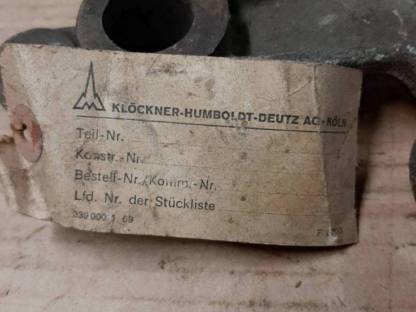 KLÖCKNER-HUMBOLDT-DEUTZ AG · KÖLN
Teil-Nr.
Konstr.-Nr.
Bestell-Nr./Komm.-Nr.
Lfd. Nr. der Stückliste